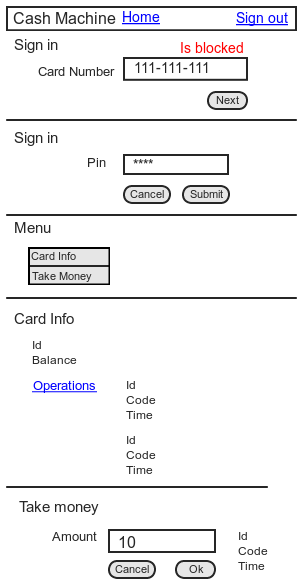 Cash Machine Home Sign out
Sign in
Is blocked
Card Number 111-111-111
Next
Sign in
Pin ****
Cancel Submit
Menu
Card Info
Take Money
Card Info
Id
Balance
Operations Id
Code
Time
Id
Code
Time
Take money
Amount 10 Id
Code
Cancel Ok Time